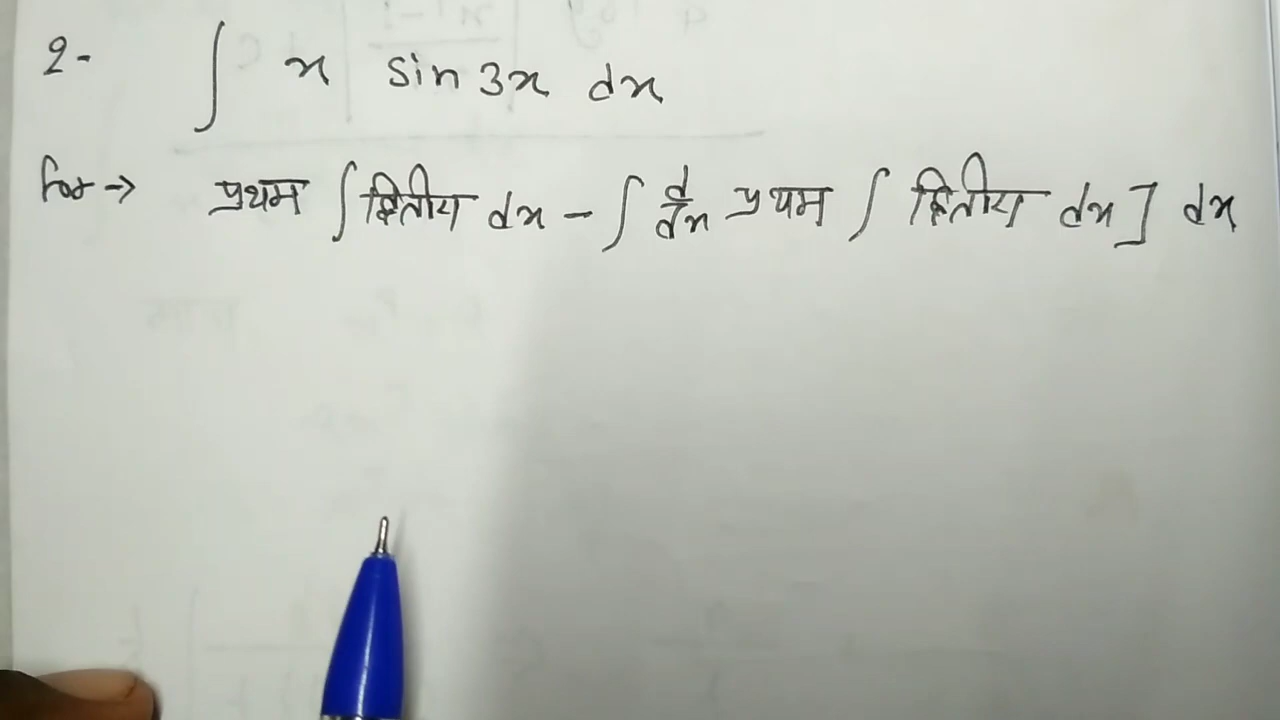 2- ∫ x sin 3x dx
for → प्रथम ∫ द्वितीय dx - ∫ d/dx प्रथम ∫ द्वितीय dx] dx